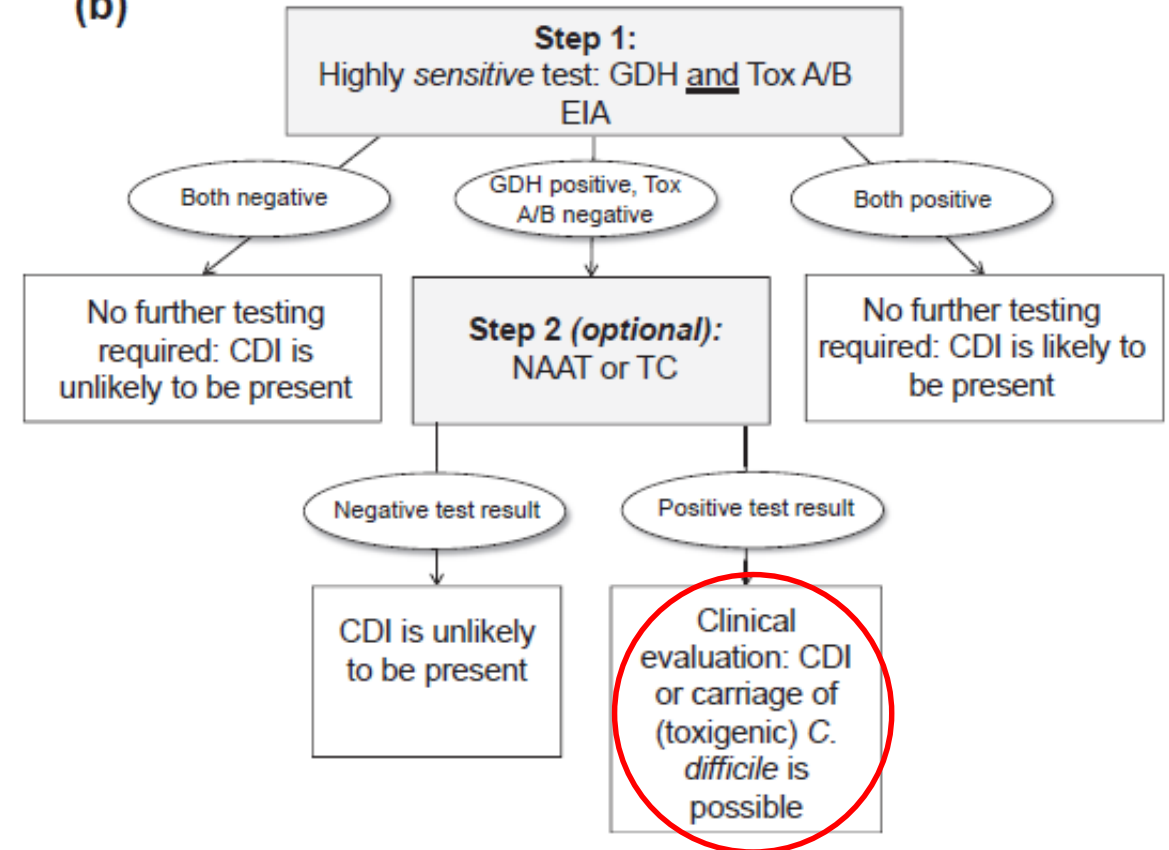 (b)
Step 1:
Highly sensitive test: GDH and Tox A/B
EIA
Both negative
GDH positive, Tox
A/B negative
Both positive
No further testing
required: CDI is
unlikely to be present
Step 2 (optional):
NAAT or TC
No further testing
required: CDI is likely to
be present
Negative test result
Positive test result
CDI is unlikely
to be present
Clinical
evaluation: CDI
or carriage of
(toxigenic) C.
difficile is
possible